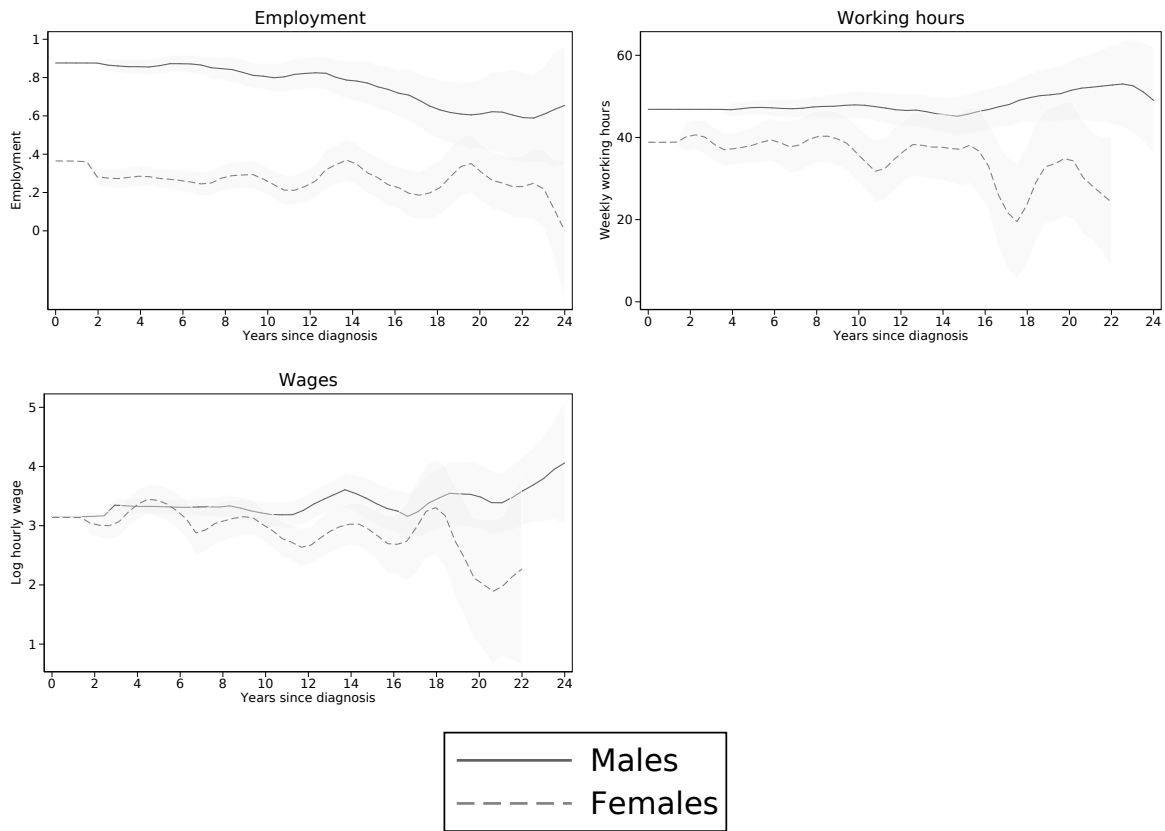 Employment
1
.8
.6
.4
.2
0
Employment
0 2 4 6 8 10 12 14 16 18 20 22 24
Years since diagnosis
Working hours
60
40
20
0
Weekly working hours
0 2 4 6 8 10 12 14 16 18 20 22 24
Years since diagnosis
Wages
5
4
3
2
1
Log hourly wage
0 2 4 6 8 10 12 14 16 18 20 22 24
Years since diagnosis
Males
Females